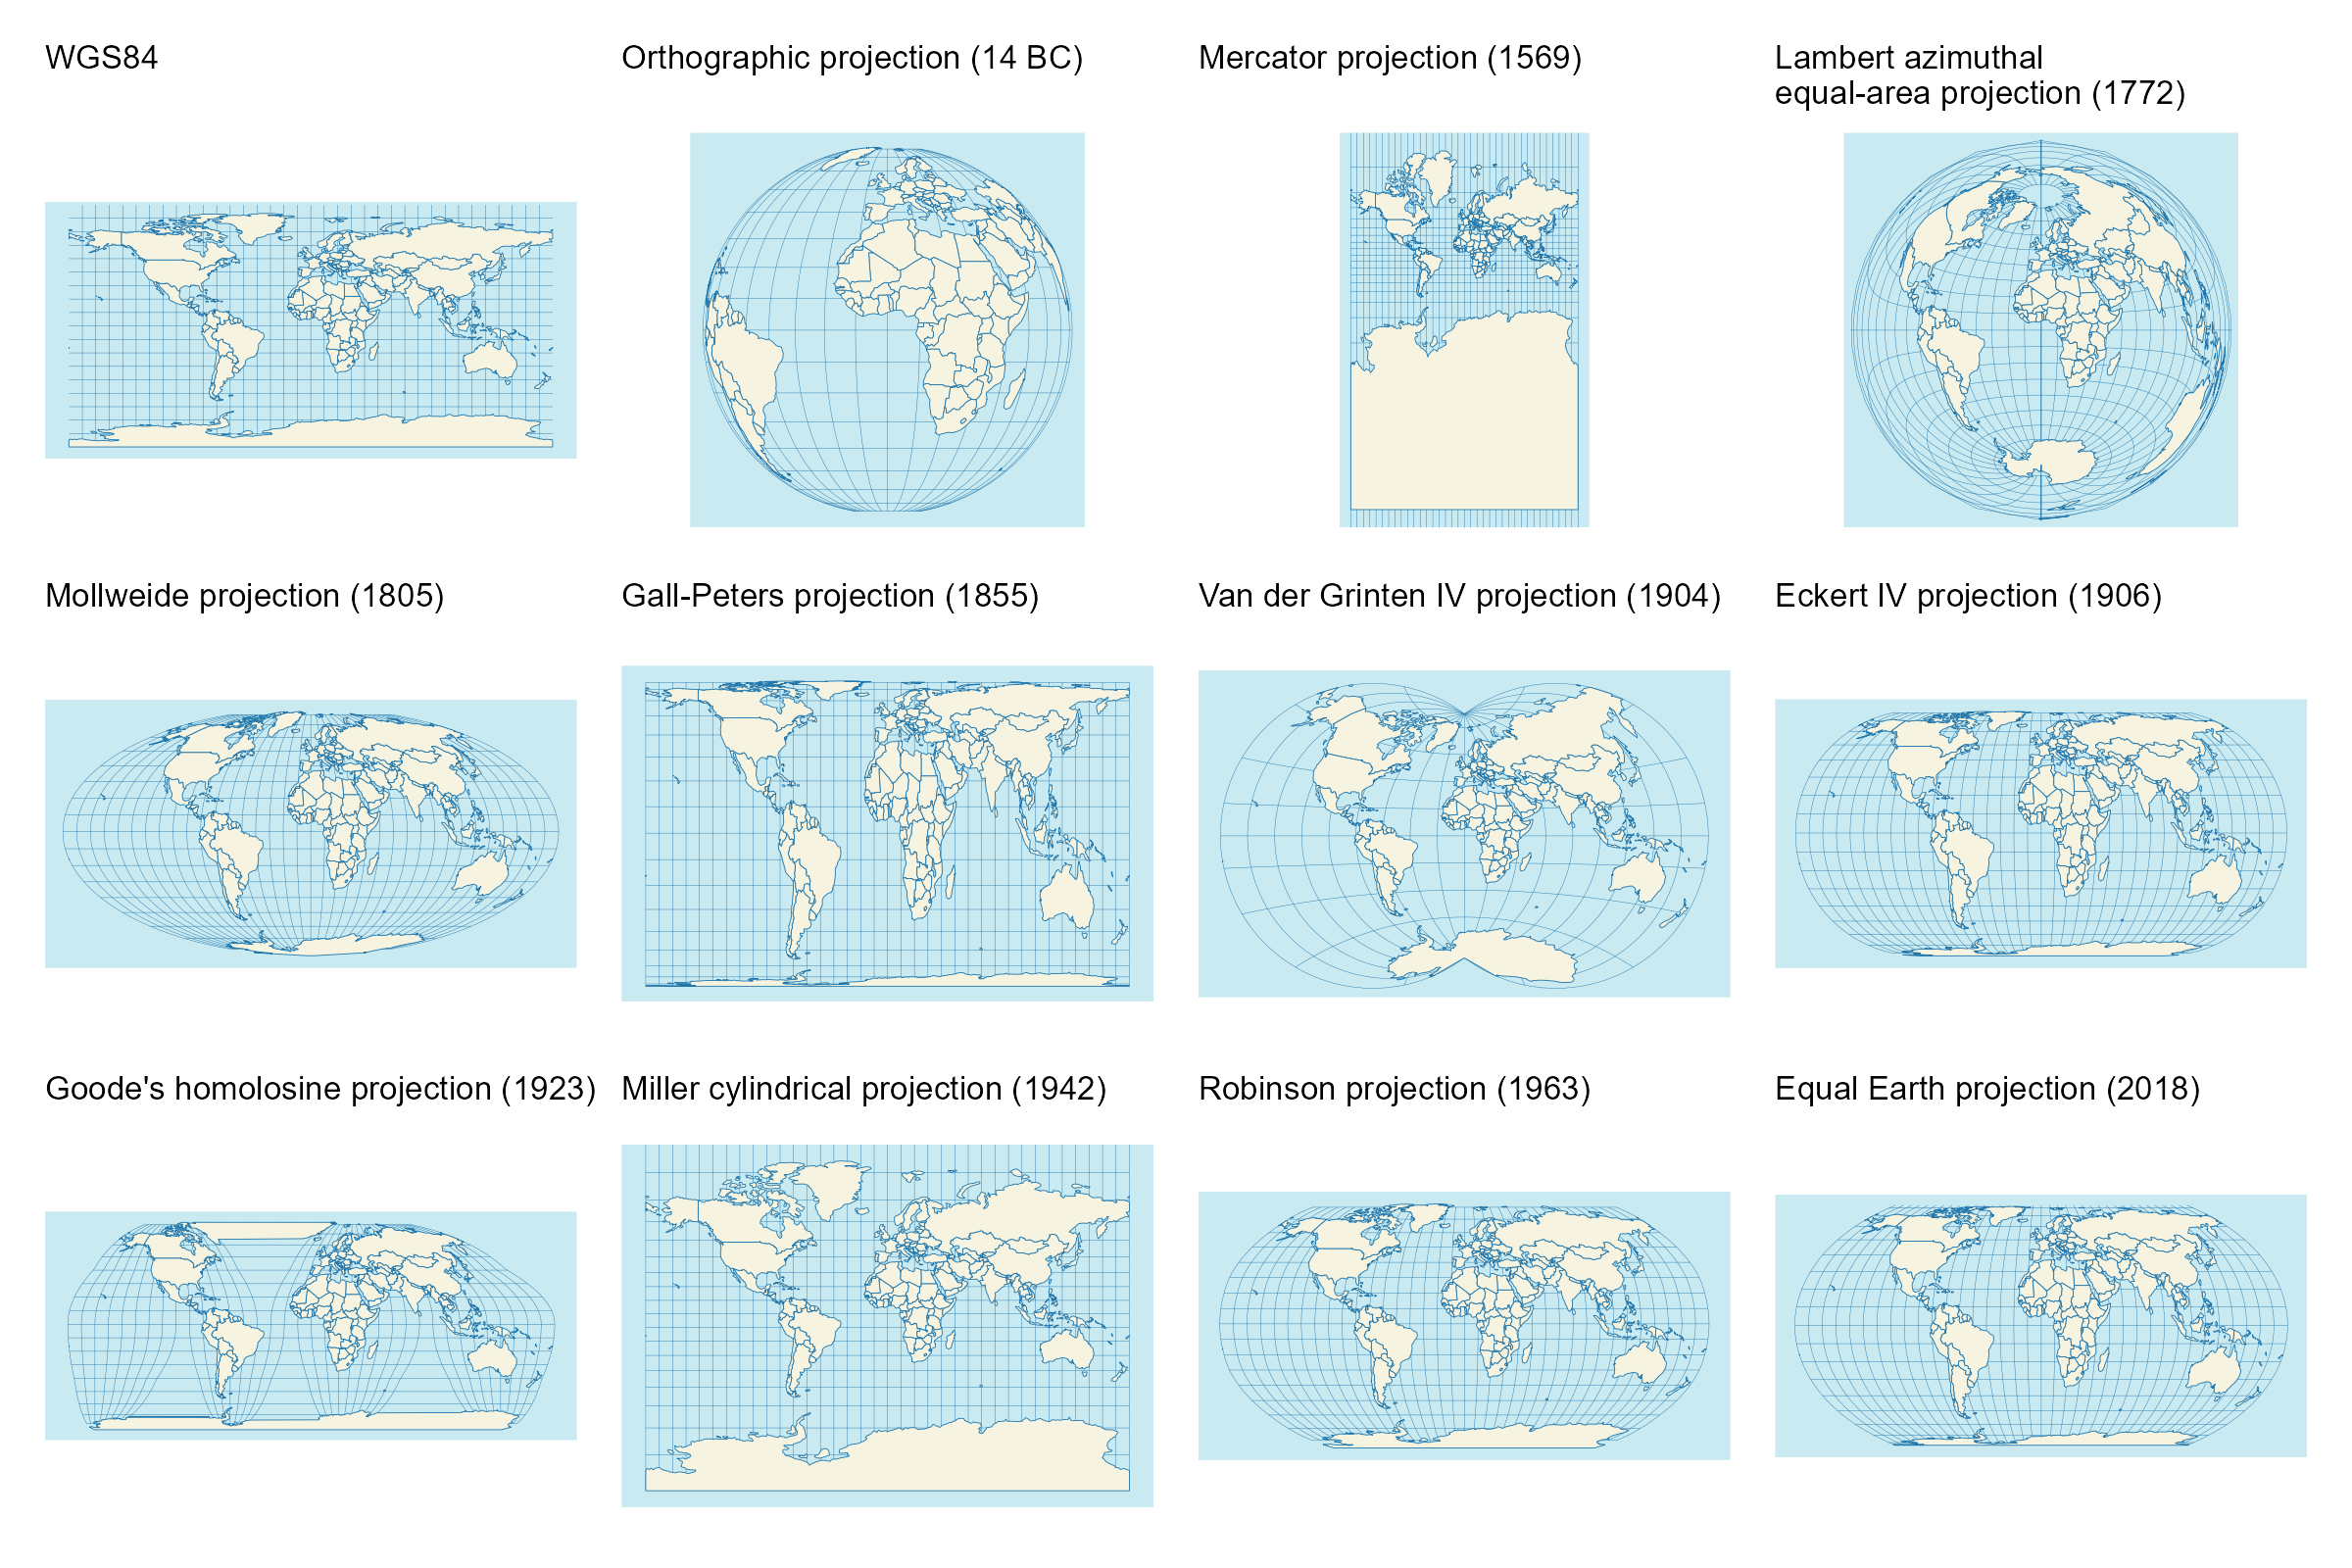 WGS84
Orthographic projection (14 BC)
Mercator projection (1569)
Lambert azimuthal
equal-area projection (1772)
Mollweide projection (1805)
Gall-Peters projection (1855)
Van der Grinten IV projection (1904)
Eckert IV projection (1906)
Goode's homolosine projection (1923)
Miller cylindrical projection (1942)
Robinson projection (1963)
Equal Earth projection (2018)